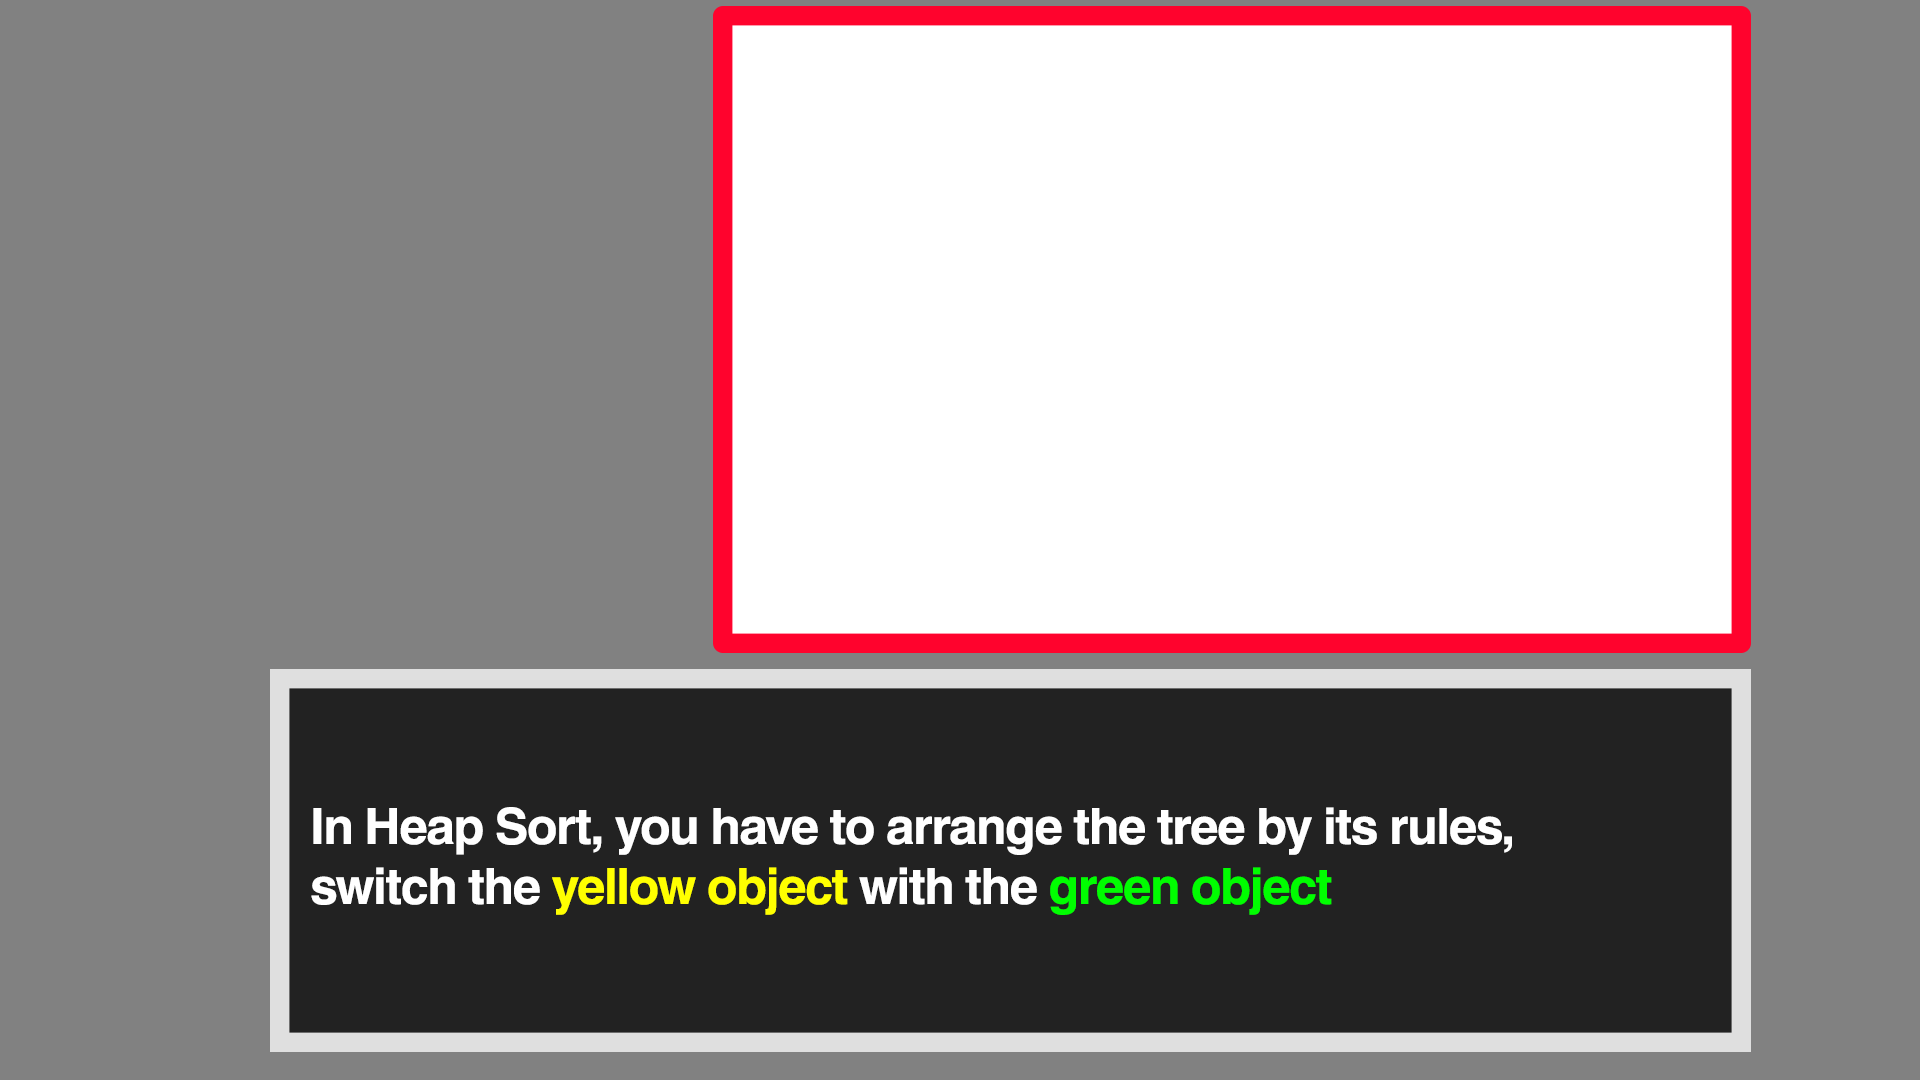 In Heap Sort, you have to arrange the tree by its rules,
switch the yellow object with the green object